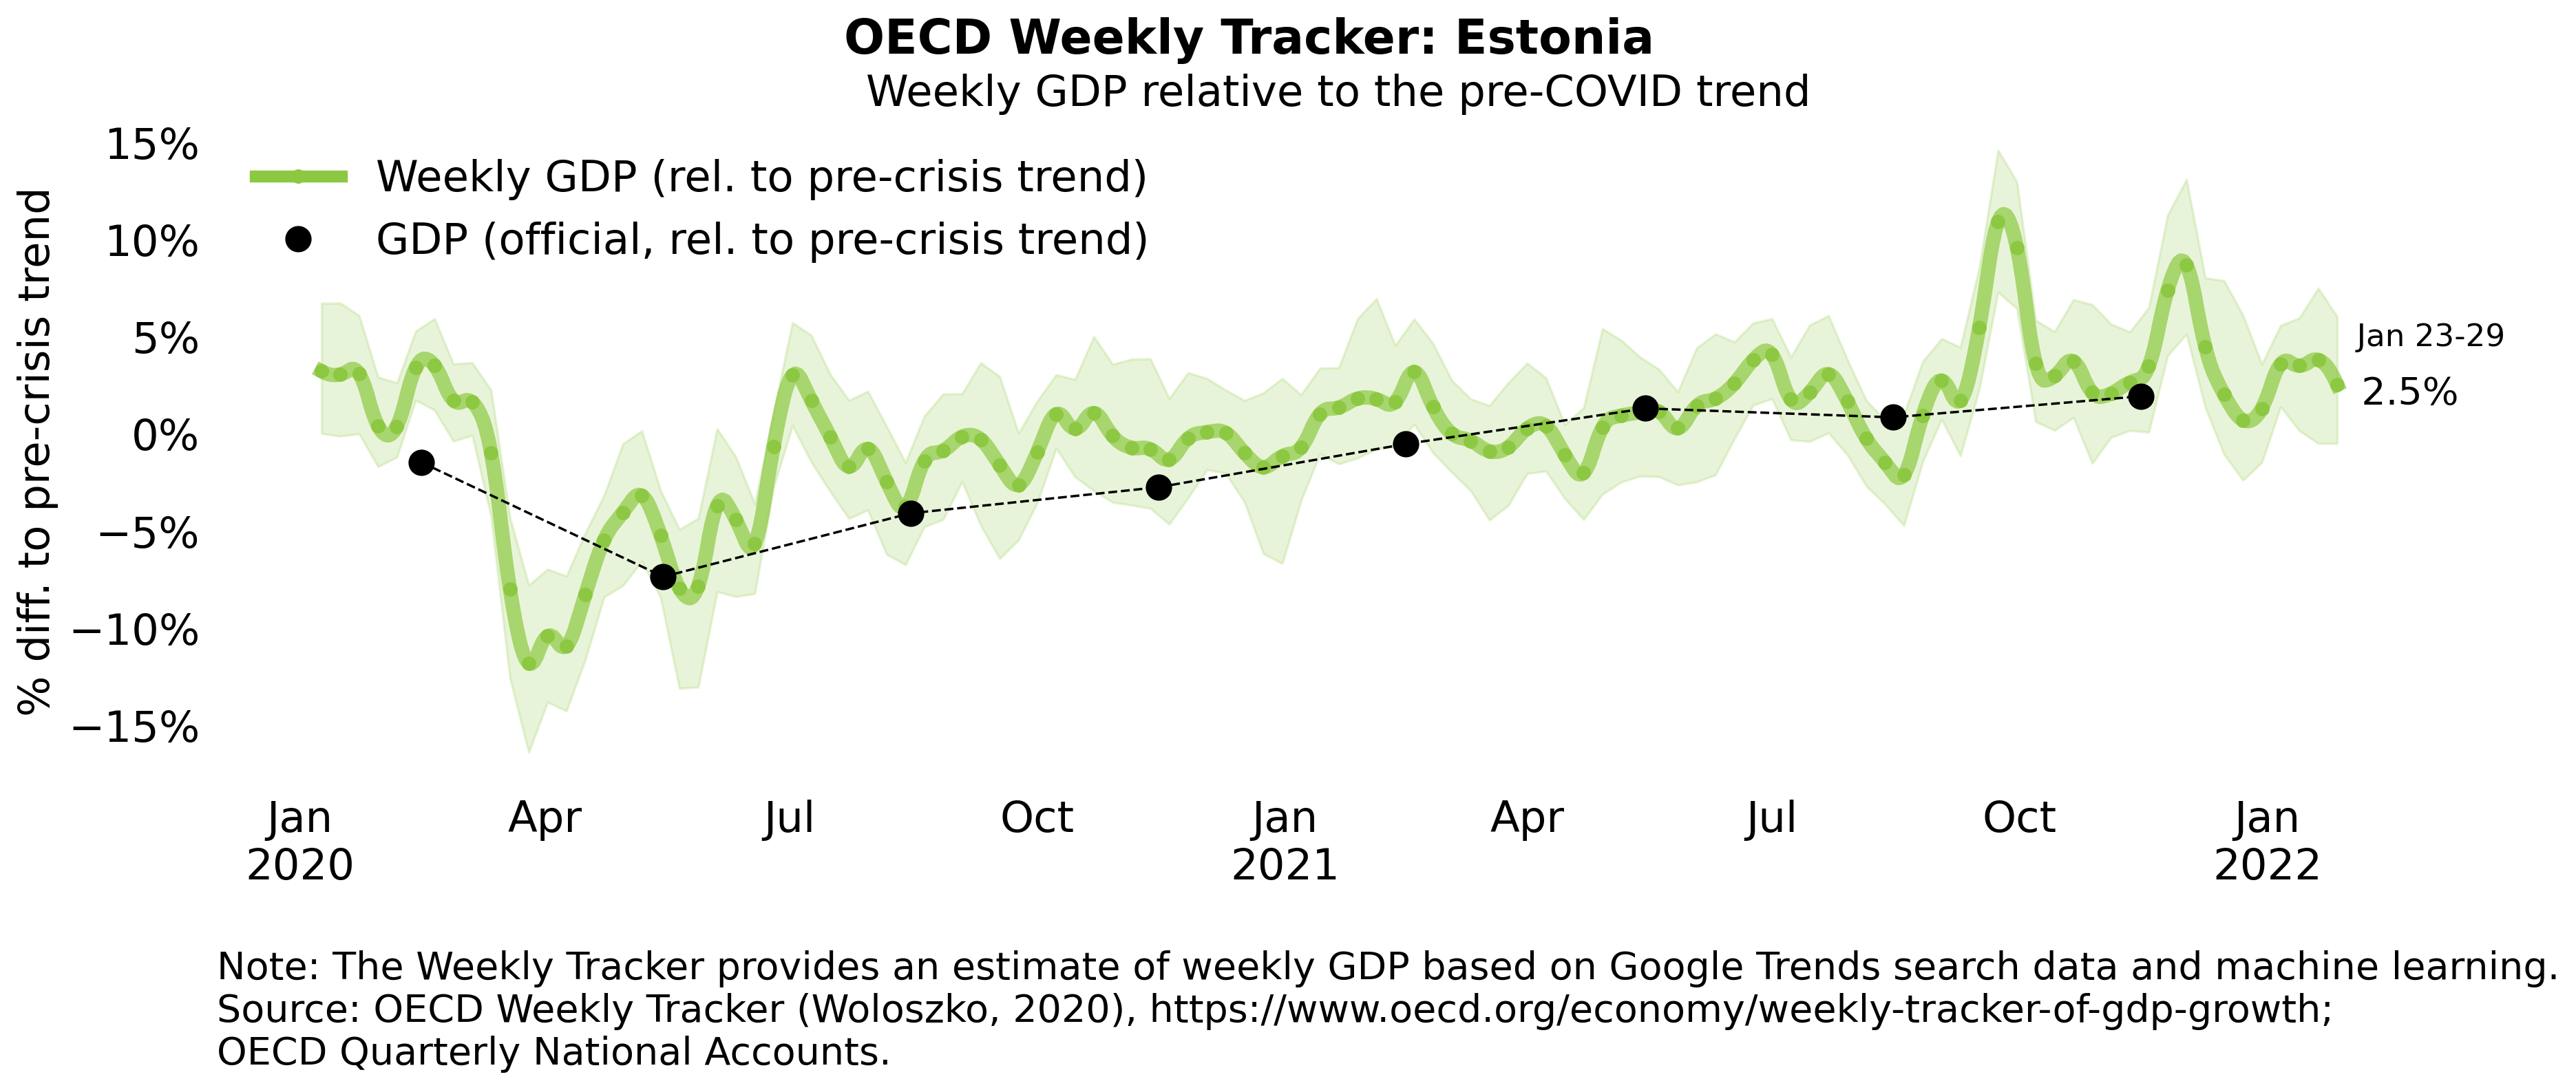 OECD Weekly Tracker: Estonia
Weekly GDP relative to the pre-COVID trend
% diff. to pre-crisis trend
15%
10%
5%
0%
−5%
−10%
−15%
Weekly GDP (rel. to pre-crisis trend)
GDP (official, rel. to pre-crisis trend)
Jan 23-29
2.5%
Jan Apr Jul Oct Jan Apr Jul Oct Jan
2020 2021 2022
Note: The Weekly Tracker provides an estimate of weekly GDP based on Google Trends search data and machine learning.
Source: OECD Weekly Tracker (Woloszko, 2020), https://www.oecd.org/economy/weekly-tracker-of-gdp-growth;
OECD Quarterly National Accounts.